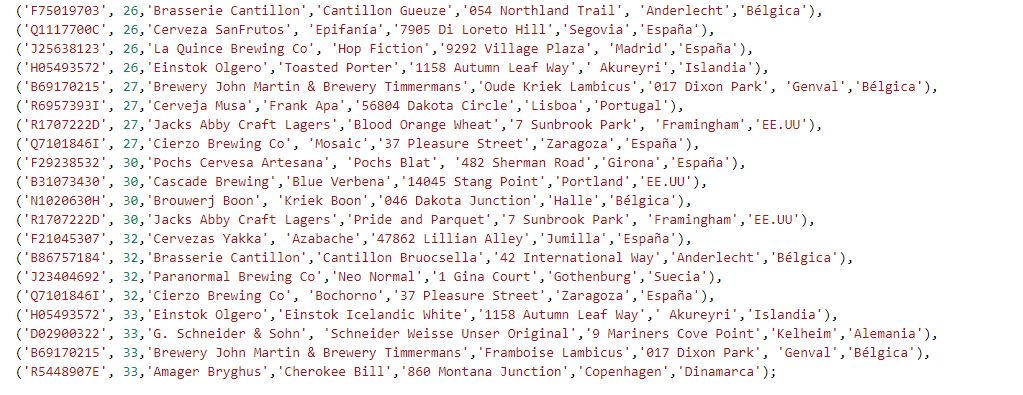 ('F75019703', 26,'Brasserie Cantillon','Cantillon Gueuze','054 Northland Trail', 'Anderlecht','Bélgica'),
('Q1117700C', 26,'Cerveza SanFrutos', 'Epifanía','7905 Di Loreto Hill','Segovia','España'),
('J25638123', 26,'La Quince Brewing Co', 'Hop Fiction','9292 Village Plaza', 'Madrid','España'),
('H05493572', 26,'Einstok Olgero','Toasted Porter','1158 Autumn Leaf Way',' Akureyri','Islandia'),
('B69170215', 27,'Brewery John Martin & Brewery Timmermans','Oude Kriek Lambicus','017 Dixon Park', 'Genval','Bélgica'),
('R6957393I', 27,'Cerveja Musa','Frank Apa','56804 Dakota Circle','Lisboa','Portugal'),
('R1707222D', 27,'Jacks Abby Craft Lagers','Blood Orange Wheat','7 Sunbrook Park', 'Framingham','EE.UU'),
('Q7101846I', 27,'Cierzo Brewing Co', 'Mosaic','37 Pleasure Street','Zaragoza','España'),
('F29238532', 30,'Pochs Cervesa Artesana', 'Pochs Blat', '482 Sherman Road','Girona','España'),
('B31073430', 30,'Cascade Brewing','Blue Verbena','14045 Stang Point','Portland','EE.UU'),
('N1020630H', 30,'Brouwerj Boon', 'Kriek Boon','046 Dakota Junction','Halle','Bélgica'),
('R1707222D', 30,'Jacks Abby Craft Lagers','Pride and Parquet','7 Sunbrook Park', 'Framingham','EE.UU'),
('F21045307', 32,'Cervezas Yakka', 'Azabache','47862 Lillian Alley','Jumilla','España'),
('B86757184', 32,'Brasserie Cantillon','Cantillon Bruocsella','42 International Way','Anderlecht','Bélgica'),
('J23404692', 32,'Paranormal Brewing Co','Neo Normal','1 Gina Court','Gothenburg','Suecia'),
('Q7101846I', 32,'Cierzo Brewing Co', 'Bochorno','37 Pleasure Street','Zaragoza','España'),
('H05493572', 33,'Einstok Olgero','Einstok Icelandic White','1158 Autumn Leaf Way',' Akureyri','Islandia'),
('D02900322', 33,'G. Schneider & Sohn', 'Schneider Weisse Unser Original','9 Mariners Cove Point','Kelheim','Alemania'),
('B69170215', 33,'Brewery John Martin & Brewery Timmermans','Framboise Lambicus','017 Dixon Park', 'Genval','Bélgica'),
('R5448907E', 33,'Amager Bryghus','Cherokee Bill','860 Montana Junction','Copenhagen','Dinamarca');